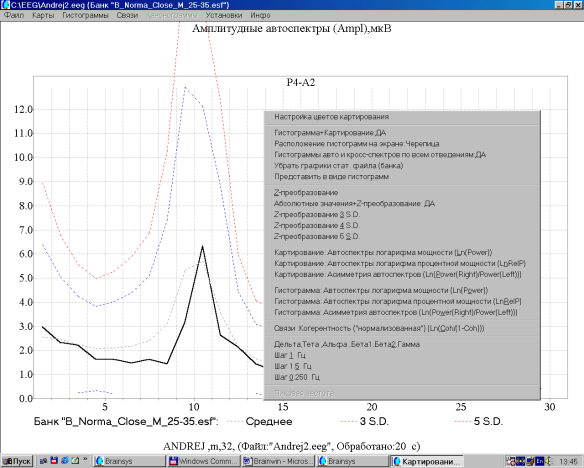 C:\EEG\Andrej2.eeg (Банк "B_Norma_Close_M_25-35.esf")
Файл Карты Гистограммы Связи Хронограммы Установки Инфро
Амплитудные автоспектры (Ampl),мкВ
P4-A2
12.0
11.0
10.0
9.0
8.0
7.0
6.0
5.0
4.0
3.0
2.0
1.0
0.0
Настройка цветов картирования
Гистограмма+Картирование:ДА
Расположение гистограмм на экране: Черепица
Гистограммы авто и кросс-спектров по всем отведениям:ДА
Убрать графики стат. файла (банка)
Представить в виде гистограмм
Z-преобразование
Абсолютные значения+Z-преобразование: ДА
Z-преобразование 3 S.D.
Z-преобразование 4 S.D.
Z-преобразование 5 S.D.
Картирование: Автоспектры логарифма мощности (Ln(Power))
Картирование: Автоспектры логарифма процентной мощности (LnRelP)
Картирование: Асимметрия автоспектров (Ln(Power(Right)/Power(Left)))
Гистограмма: Автоспектры логарифма мощности (Ln(Power))
Гистограмма: Автоспектры логарифма процентной мощности (LnRelP)
Гистограмма: Асимметрия автоспектров (Ln(Power(Right)/Power(Left)))
Связи :Когерентность ("нормализованная") (Ln(Coh/(1-Coh)))
Дельта,Тета ,Альфа ,Бета1,Бета2,Гамма
Шаг 1 Гц
Шаг 1.5 Гц
Шаг 0.250 Гц
5 10 15 20 25 30
Банк "B_Norma_Close_M_25-35.esf": Среднее 3 S.D. 5 S.D.
ANDREJ ,m,32, (Файл:"Andrej2.eeg", Обработано:20 с)
Пуск Brainsys Windows Comm... Brainwin - Micros... Brainsys Картировани... 13:45